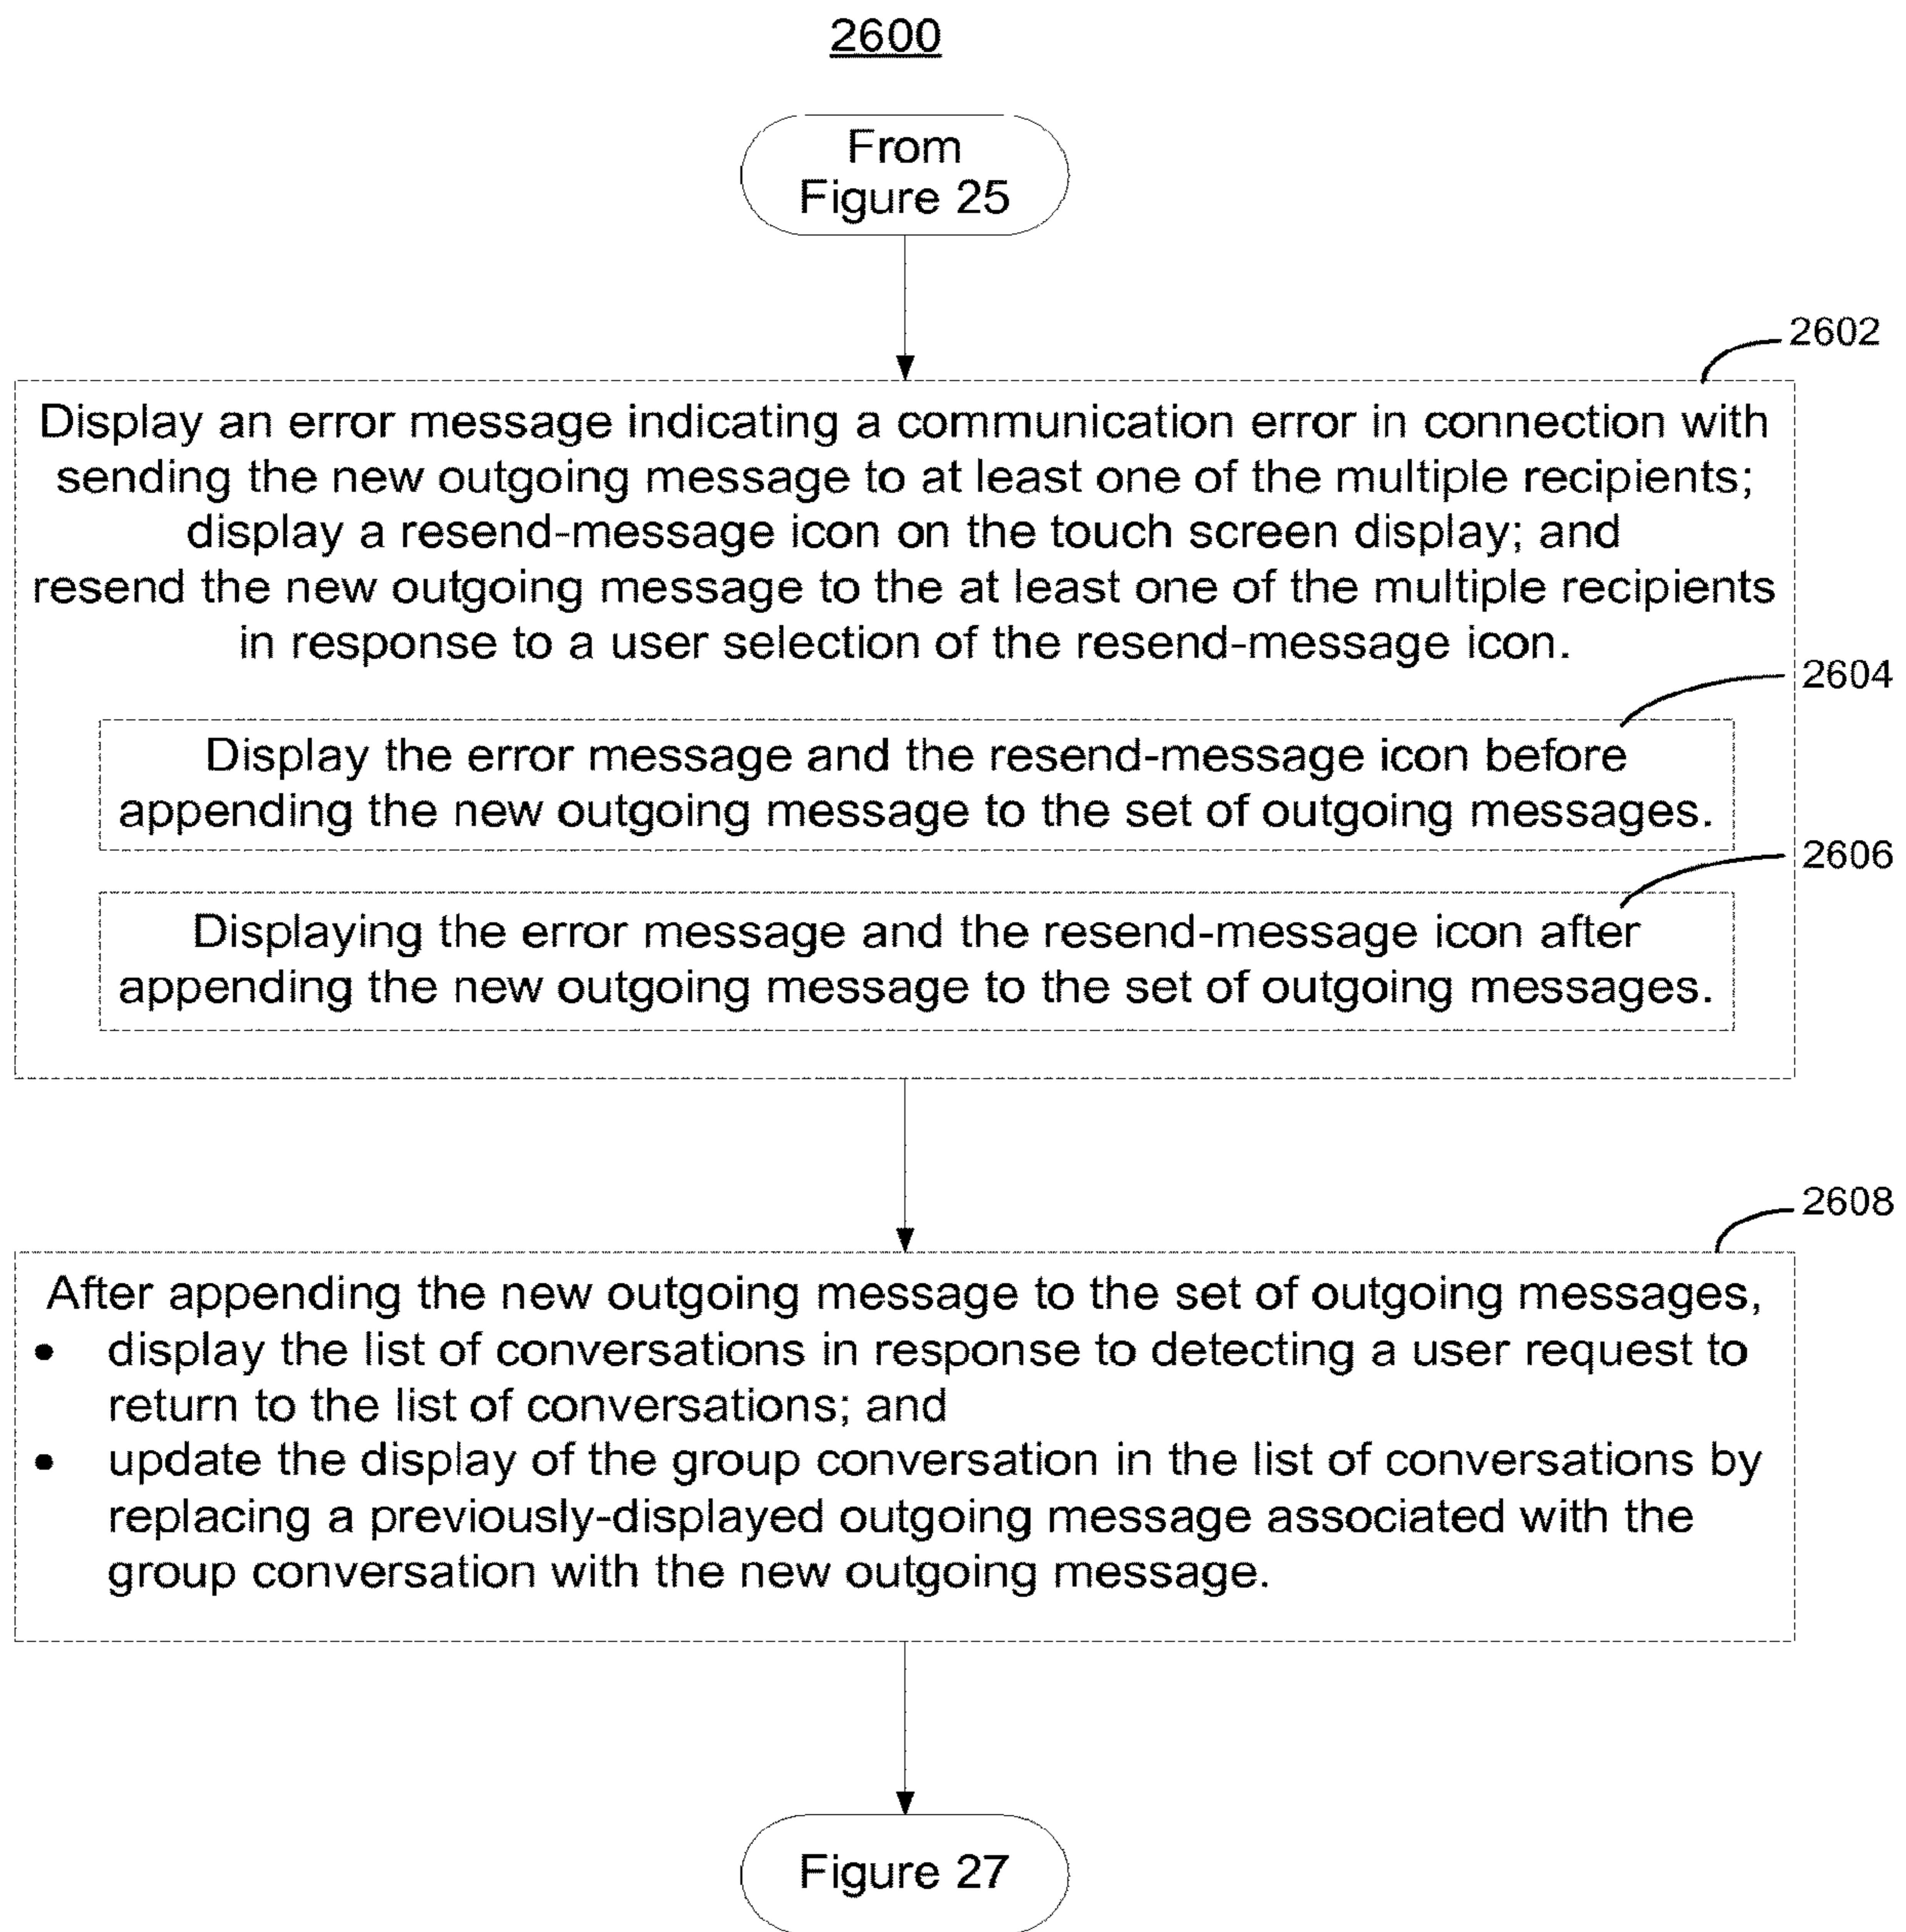 2600
From
Figure 25
2602
Display an error message indicating a communication error in connection with
sending the new outgoing message to at least one of the multiple recipients;
display a resend-message icon on the touch screen display; and
resend the new outgoing message to the at least one of the multiple recipients
in response to a user selection of the resend-message icon.
2604
Display the error message and the resend-message icon before
appending the new outgoing message to the set of outgoing messages.
2606
Displaying the error message and the resend-message icon after
appending the new outgoing message to the set of outgoing messages.
2608
After appending the new outgoing message to the set of outgoing messages,
• display the list of conversations in response to detecting a user request to
return to the list of conversations; and
• update the display of the group conversation in the list of conversations by
replacing a previously-displayed outgoing message associated with the
group conversation with the new outgoing message.
Figure 27